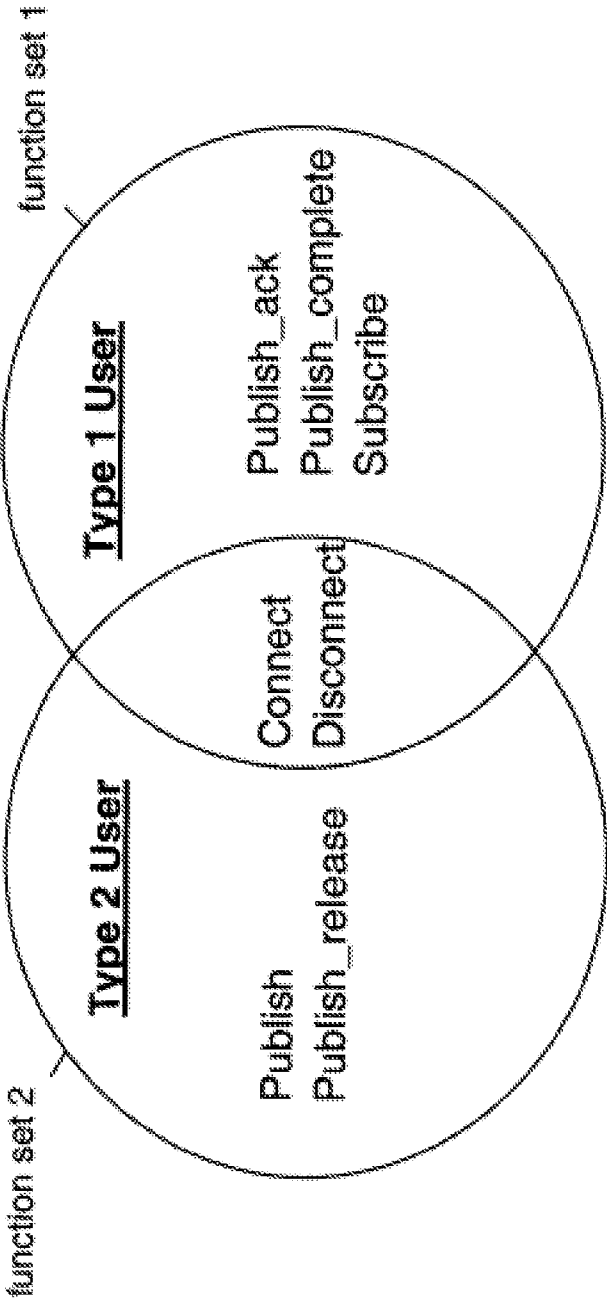 function set 2
function set 1
Type 2 User
Type 1 User
Publish
Publish_release
Connect
Disconnect
Publish_ack
Publish_complete
Subscribe